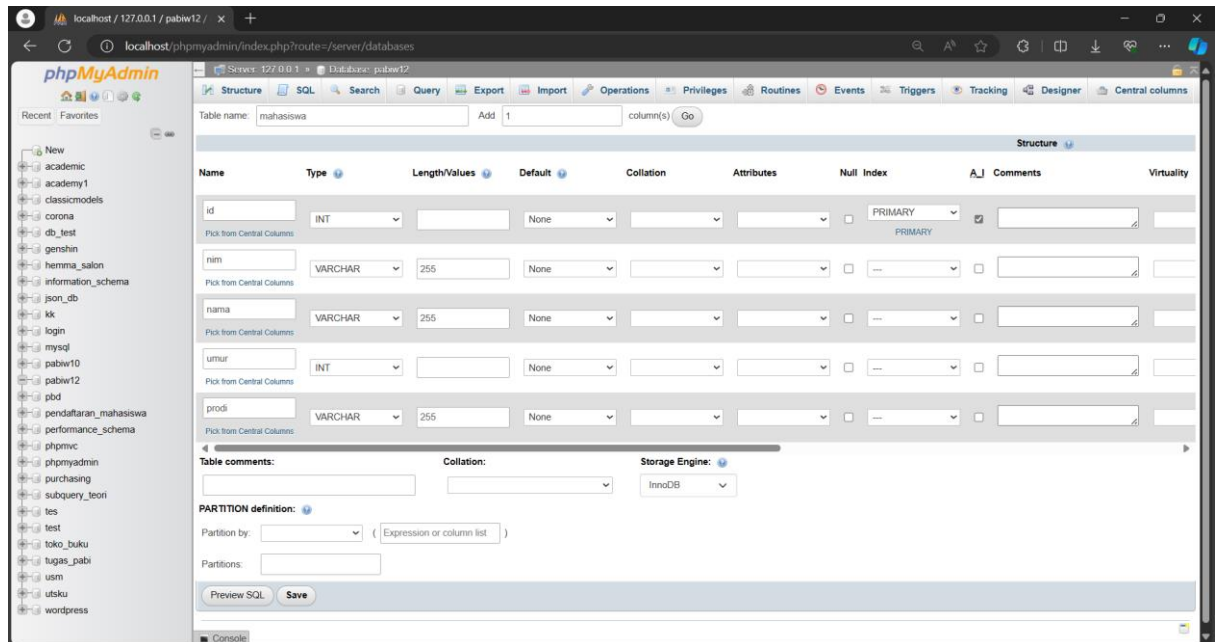 localhost / 127.0.0.1 / pabiw12 /
localhost/phpmyadmin/index.php?route=/server/databases
phpMyAdmin
Recent Favorites
New
academic
academy1
classicmodels
corona
db_test
genshin
hemma_salon
information_schema
json_db
kk
login
mysql
pabiw10
pabiw12
pbd
pendaftaran_mahasiswa
performance_schema
phpmvc
phpmyadmin
purchasing
subquery_teori
tes
test
toko_buku
tugas_pabi
usm
utsku
wordpress
Server: 127.0.0.1 » Database: pabiw12
Structure SQL Search Query Export Import Operations Privileges Routines Events Triggers Tracking Designer Central columns
Table name: mahasiswa Add 1 column(s) Go
Structure
Name Type Length/Values Default Collation Attributes Null Index A_I Comments Virtuality
id INT None PRIMARY
Pick from Central Columns PRIMARY
nim VARCHAR 255 None ---
Pick from Central Columns
nama VARCHAR 255 None ---
Pick from Central Columns
umur INT None ---
Pick from Central Columns
prodi VARCHAR 255 None ---
Pick from Central Columns
Table comments: Collation: Storage Engine:
InnoDB
PARTITION definition:
Partition by: ( Expression or column list )
Partitions:
Preview SQL Save
Console